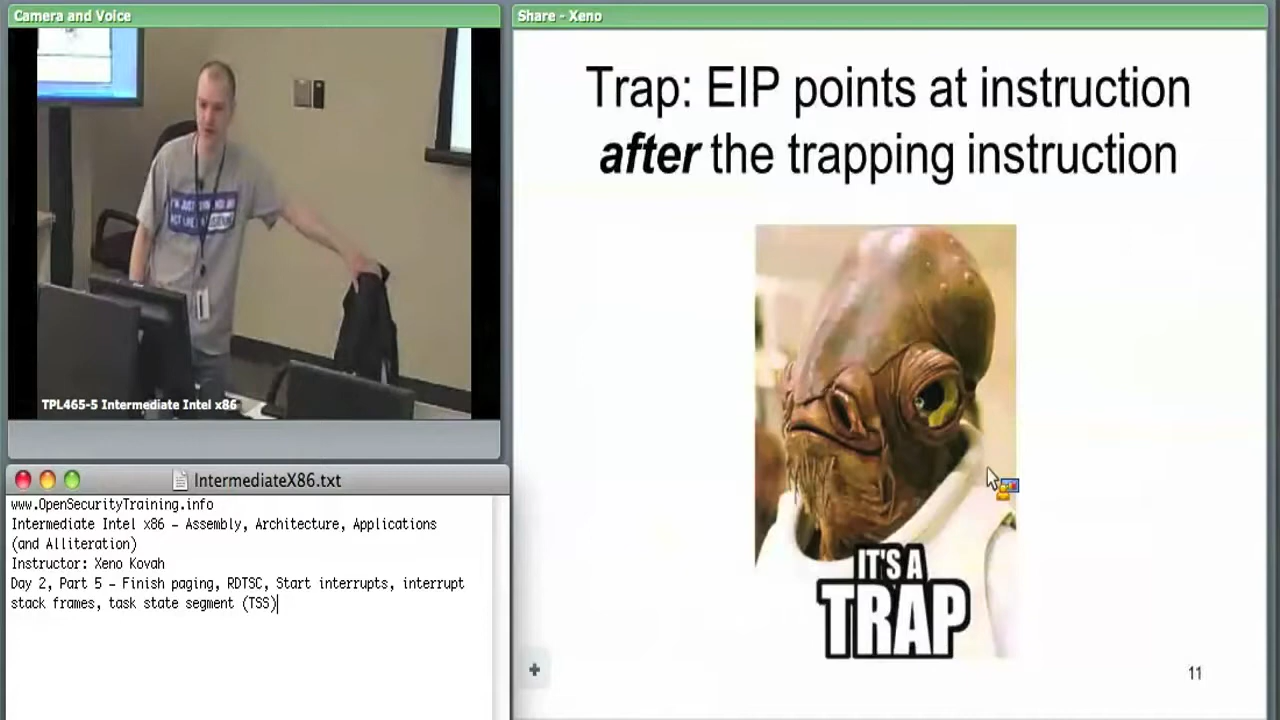 Camera and Voice
TPL465-5 Intermediate Intel x86
IntermediateX86.txt
www.OpenSecurityTraining.info
Intermediate Intel x86 – Assembly, Architecture, Applications
(and Alliteration)
Instructor: Xeno Kovah
Day 2, Part 5 – Finish paging, RDTSC, Start interrupts, interrupt
stack frames, task state segment (TSS)
Share - Xeno
Trap: EIP points at instruction
after the trapping instruction
IT'S A
TRAP
11